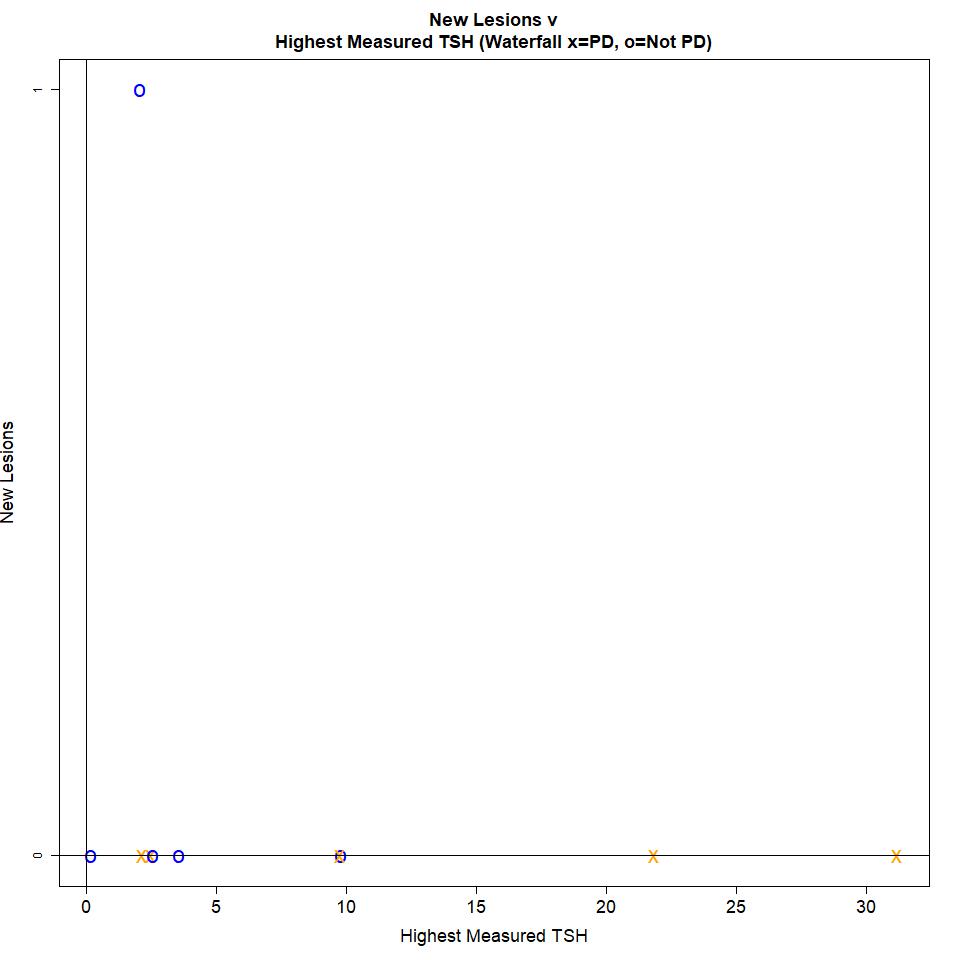 New Lesions v
Highest Measured TSH (Waterfall x=PD, o=Not PD)
1
New Lesions
0
0 5 10 15 20 25 30
Highest Measured TSH